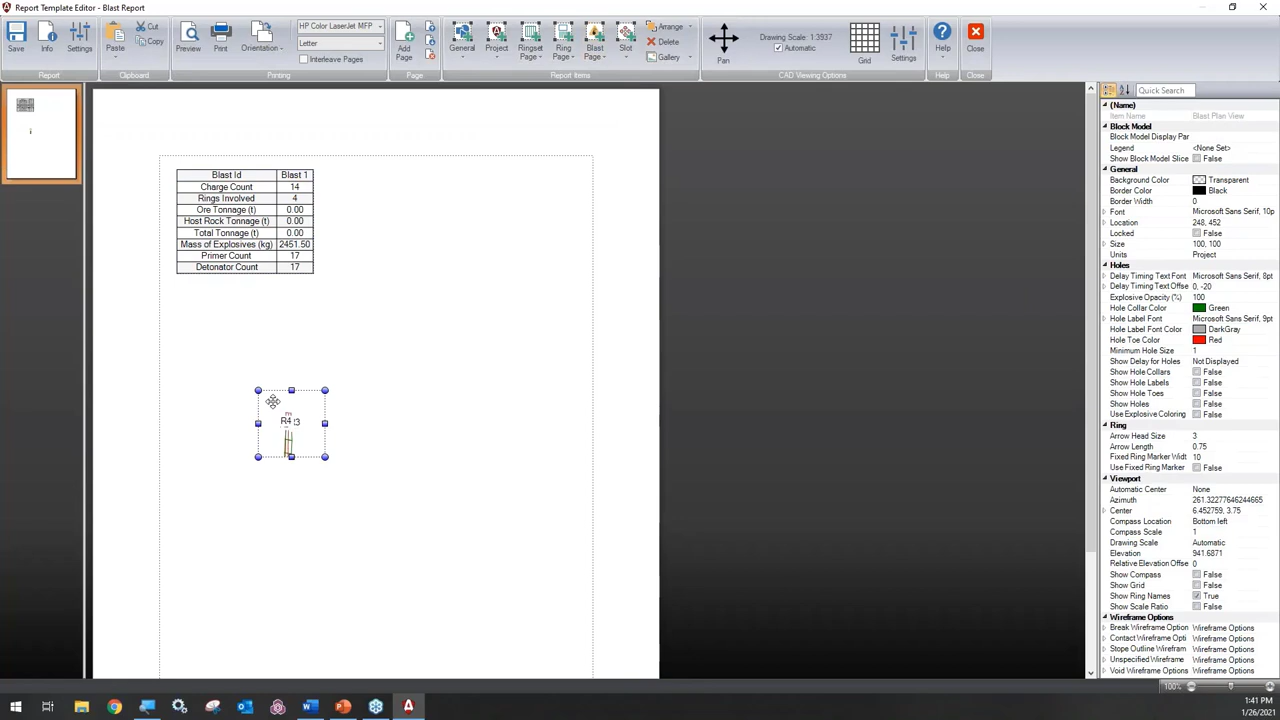 Report Template Editor - Blast Report
Save
Info
Settings
Report
Paste
Cut
Copy
Clipboard
Preview
Print
Orientation
HP Color LaserJet MFP
Letter
Interleave Pages
Printing
Add Page
Page
General
Project
Ringset Page
Ring Page
Blast Page
Slot
Arrange
Delete
Gallery
Report Items
Pan
Drawing Scale: 1:3937
Automatic
Grid
Settings
CAD Viewing Options
Help
Help
Close
Close
Blast Id Blast 1
Charge Count 14
Rings Involved 4
Ore Tonnage (t) 0.00
Host Rock Tonnage (t) 0.00
Total Tonnage (t) 0.00
Mass of Explosives (kg) 2451.50
Primer Count 17
Detonator Count 17
R4
Quick Search
(Name)
Item Name Blast Plan View
Block Model
Block Model Display Par
Legend <None Set>
Show Block Model Slice False
General
Background Color Transparent
Border Color Black
Border Width 0
Font Microsoft Sans Serif, 10p
Location 248, 452
Locked False
Size 100, 100
Units Project
Holes
Delay Timing Text Font Microsoft Sans Serif, 8pt
Delay Timing Text Offse 0, -20
Explosive Opacity (%) 100
Hole Collar Color Green
Hole Label Font Microsoft Sans Serif, 9pt
Hole Label Font Color DarkGray
Hole Toe Color Red
Minimum Hole Size 1
Show Delay for Holes Not Displayed
Show Hole Collars False
Show Hole Labels False
Show Hole Toes False
Show Holes False
Use Explosive Coloring False
Ring
Arrow Head Size 3
Arrow Length 0.75
Fixed Ring Marker Widt 10
Use Fixed Ring Marker False
Viewport
Automatic Center None
Azimuth 261.32277646244665
Center 6.452759, 3.75
Compass Location Bottom left
Compass Scale 1
Drawing Scale Automatic
Elevation 941.6871
Relative Elevation Offse 0
Show Compass False
Show Grid False
Show Ring Names True
Show Scale Ratio False
Wireframe Options
Break Wireframe Option Wireframe Options
Contact Wireframe Opti Wireframe Options
Stope Outline Wirefram Wireframe Options
Unspecified Wireframe Wireframe Options
Void Wireframe Options Wireframe Options
100%
1:41 PM
1/26/2021